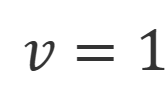 v = 1